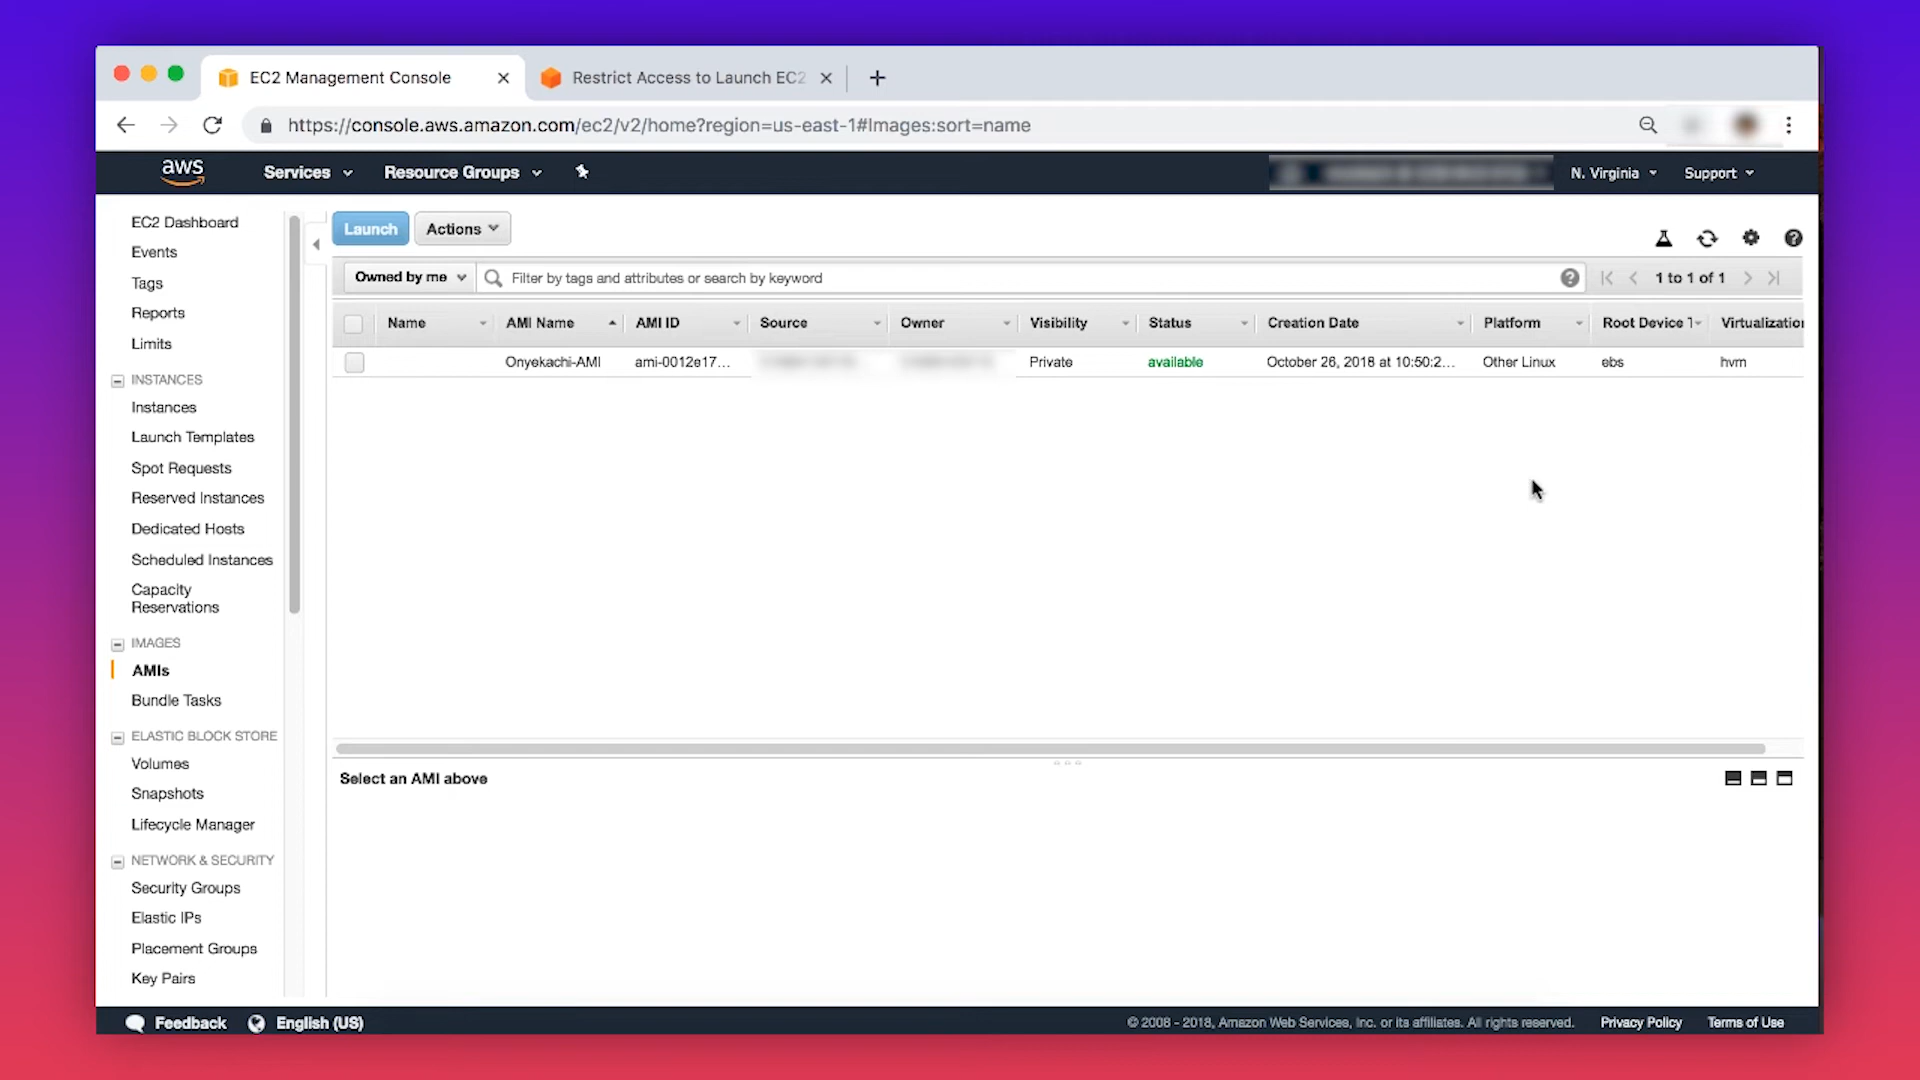 EC2 Management Console
Restrict Access to Launch EC2
https://console.aws.amazon.com/ec2/v2/home?region=us-east-1#Images:sort=name
aws Services Resource Groups N. Virginia Support
EC2 Dashboard
Events
Tags
Reports
Limits
INSTANCES
Instances
Launch Templates
Spot Requests
Reserved Instances
Dedicated Hosts
Scheduled Instances
Capacity
Reservations
IMAGES
AMIs
Bundle Tasks
ELASTIC BLOCK STORE
Volumes
Snapshots
Lifecycle Manager
NETWORK & SECURITY
Security Groups
Elastic IPs
Placement Groups
Key Pairs
Launch Actions
Owned by me Filter by tags and attributes or search by keyword 1 to 1 of 1
Name AMI Name AMI ID Source Owner Visibility Status Creation Date Platform Root Device T Virtualization
Onyekachi-AMI ami-0012e17... Private available October 26, 2018 at 10:50:2... Other Linux ebs hvm
Select an AMI above
Feedback English (US)
© 2008 - 2018, Amazon Web Services, Inc. or its affiliates. All rights reserved. Privacy Policy Terms of Use